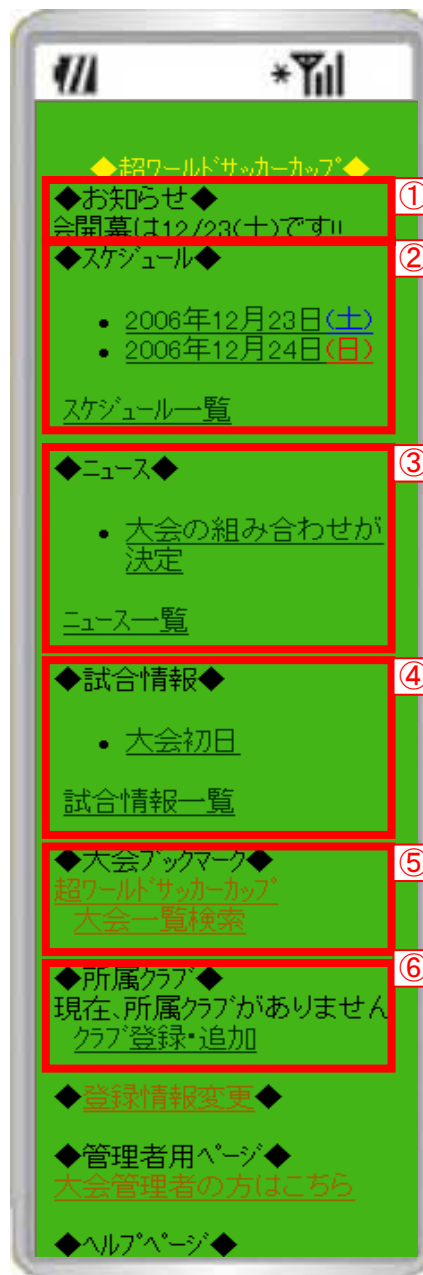 ◆超ワールドサッカーカップ◆
①
◆お知らせ◆
会開幕は12/23(土)です!!
②
◆スケジュール◆
• 2006年12月23日(土)
• 2006年12月24日(日)
スケジュール一覧
③
◆ニュース◆
• 大会の組み合わせが
決定
ニュース一覧
④
◆試合情報◆
• 大会初日
試合情報一覧
⑤
◆大会ブックマーク◆
超ワールドサッカーカップ
大会一覧検索
⑥
◆所属クラブ◆
現在、所属クラブがありません
クラブ登録・追加
◆登録情報変更◆
◆管理者用ページ◆
大会管理者の方はこちら
◆ヘルプページ◆